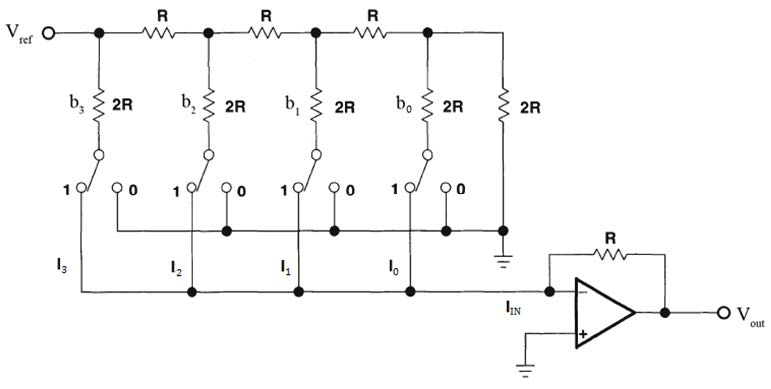 R R R
V_ref
b_3 2R b_2 2R b_1 2R b_0 2R 2R
1 0 1 0 1 0 1 0
R
I_3 I_2 I_1 I_0
I_IN
−
V_out
+